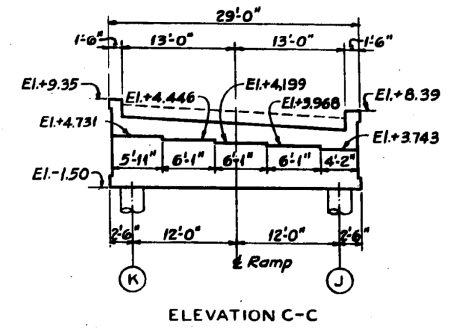 29'-0"
1'-6" 13'-0" 13'-0" 1'-6"
El.+9.35 El.+4.446 El.+4.199 El.+3.968 El.+8.39
El.+4.731 El.+3.743
5'-11" 6'-1" 6'-1" 6'-1" 4'-2"
El.-1.50
2'-6" 12'-0" 12'-0" 2'-6"
℄ Ramp
K J
ELEVATION C-C